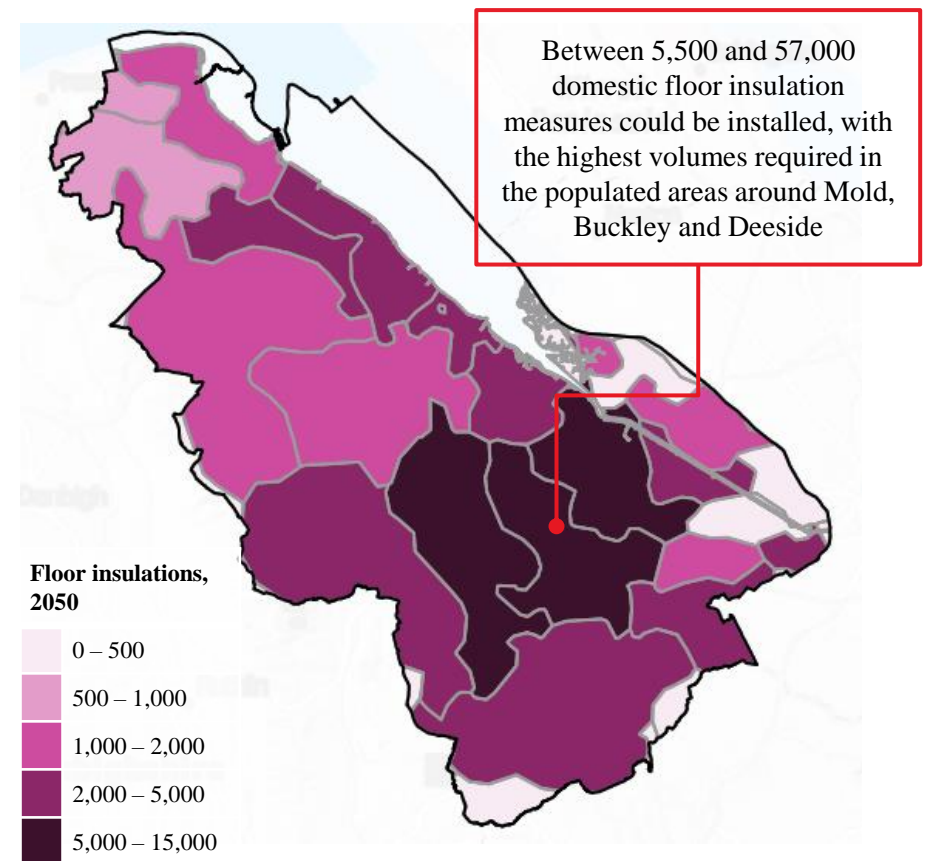 Between 5,500 and 57,000
domestic floor insulation
measures could be installed, with
the highest volumes required in
the populated areas around Mold,
Buckley and Deeside
Floor insulations,
2050
0 – 500
500 – 1,000
1,000 – 2,000
2,000 – 5,000
5,000 – 15,000